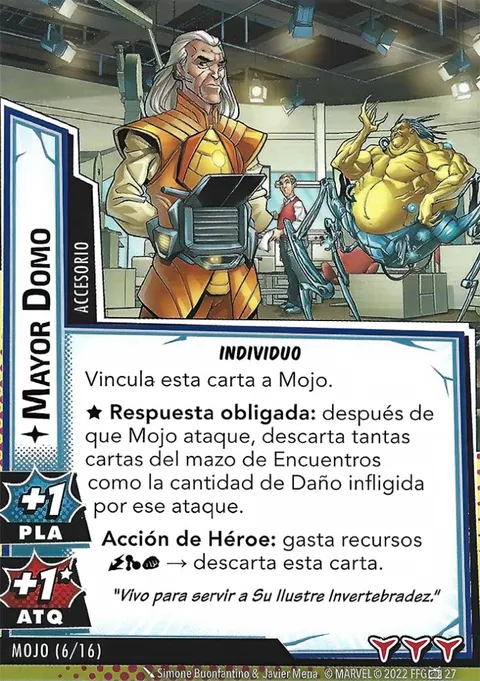 MAYOR DOMO
ACCESORIO
INDIVIDUO
Vincula esta carta a Mojo.
★ Respuesta obligada: después de
que Mojo ataque, descarta tantas
cartas del mazo de Encuentros
como la cantidad de Daño infligida
por ese ataque.
Acción de Héroe: gasta recursos
→ descarta esta carta.
"Vivo para servir a Su Ilustre Invertebradez."
+1
PLA
+1★
ATQ
MOJO (6/16)
Simone Buonfantino & Javier Mena © MARVEL © 2022 FFG 27